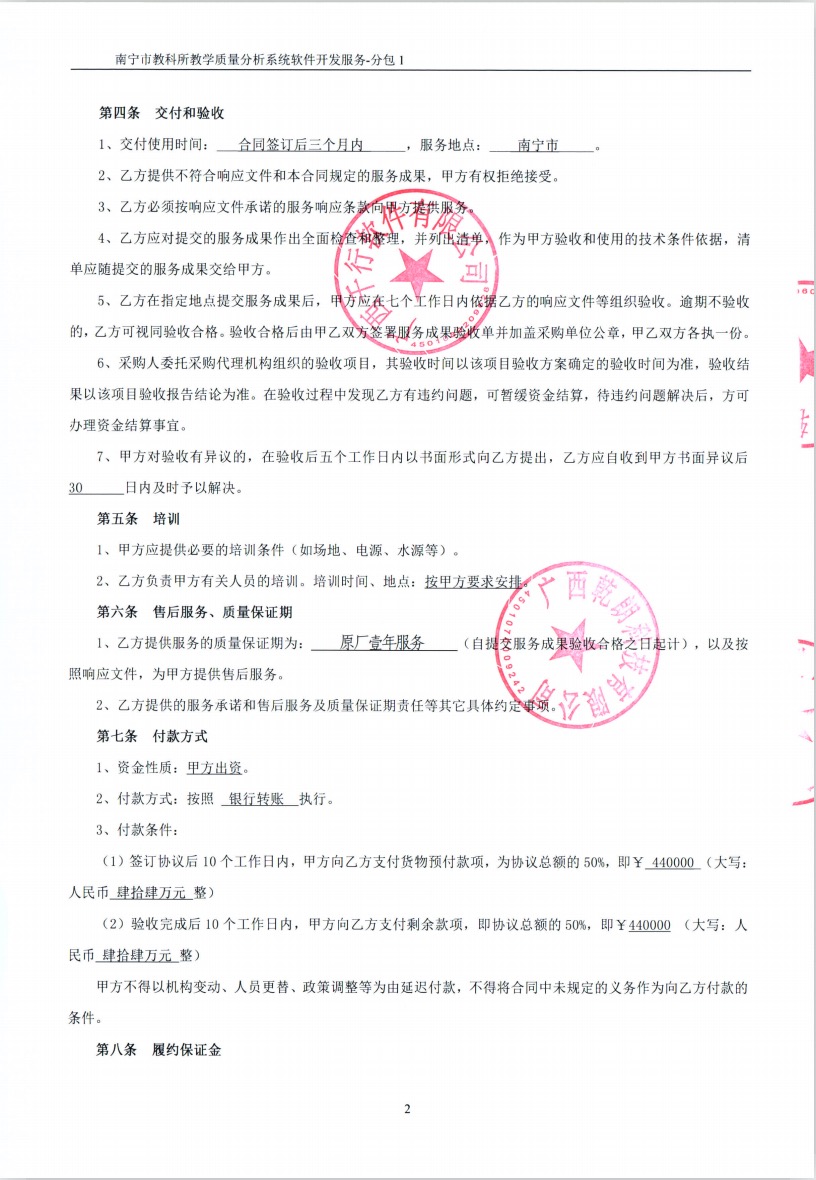 南宁市教科所教学质量分析系统软件开发服务-分包 1
第四条 交付和验收
1、交付使用时间： 合同签订后三个月内 ，服务地点： 南宁市 。
2、乙方提供不符合响应文件和本合同规定的服务成果，甲方有权拒绝接受。
3、乙方必须按响应文件承诺的服务响应条款向甲方提供服务。
4、乙方应对提交的服务成果作出全面检查和整理，并列出清单，作为甲方验收和使用的技术条件依据，清
单应随提交的服务成果交给甲方。
5、乙方在指定地点提交服务成果后，甲方应在七个工作日内依据乙方的响应文件等组织验收。逾期不验收
的，乙方可视同验收合格。验收合格后由甲乙双方签署服务成果验收单并加盖采购单位公章，甲乙双方各执一份。
6、采购人委托采购代理机构组织的验收项目，其验收时间以该项目验收方案确定的验收时间为准，验收结
果以该项目验收报告结论为准。在验收过程中发现乙方有违约问题，可暂缓资金结算，待违约问题解决后，方可
办理资金结算事宜。
7、甲方对验收有异议的，在验收后五个工作日内以书面形式向乙方提出，乙方应自收到甲方书面异议后
30 日内及时予以解决。
第五条 培训
1、甲方应提供必要的培训条件（如场地、电源、水源等）。
2、乙方负责甲方有关人员的培训。培训时间、地点：按甲方要求安排。
第六条 售后服务、质量保证期
1、乙方提供服务的质量保证期为： 原厂壹年服务 （自提交服务成果验收合格之日起计），以及按
照响应文件，为甲方提供售后服务。
2、乙方提供的服务承诺和售后服务及质量保证期责任等其它具体约定事项。
广西乾朗科技有限公司
第七条 付款方式
1、资金性质：甲方出资。
2、付款方式：按照 银行转账 执行。
3、付款条件：
（1）签订协议后 10 个工作日内，甲方向乙方支付货物预付款项，为协议总额的 50%，即￥ 440000 （大写：
人民币 肆拾肆万元 整）
（2）验收完成后 10 个工作日内，甲方向乙方支付剩余款项，即协议总额的 50%，即￥440000 （大写：人
民币 肆拾肆万元 整）
甲方不得以机构变动、人员更替、政策调整等为由延迟付款，不得将合同中未规定的义务作为向乙方付款的
条件。
第八条 履约保证金
2